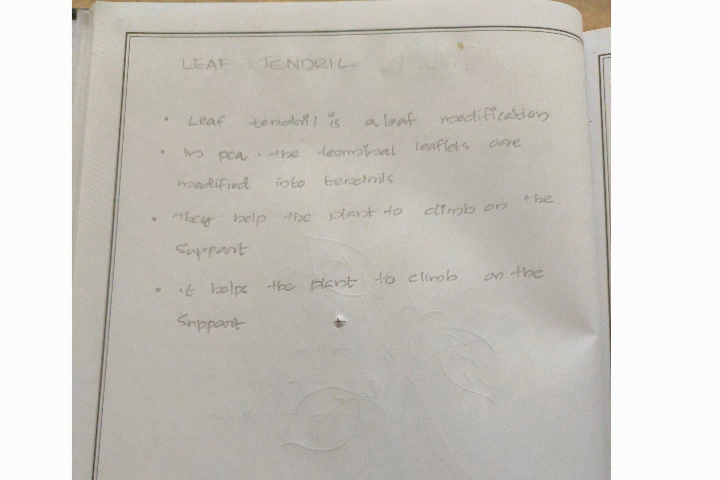 LEAF TENDRIL
• Leaf tendril is a leaf modification
• In pea, the terminal leaflets are
modified into tendrils
• They help the plant to climb on the
Support
• it helps the plant to climb on the
Support